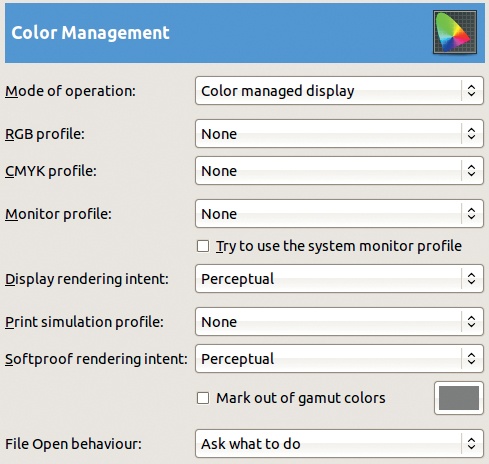 Color Management
Mode of operation: Color managed display
RGB profile: None
CMYK profile: None
Monitor profile: None
Try to use the system monitor profile
Display rendering intent: Perceptual
Print simulation profile: None
Softproof rendering intent: Perceptual
Mark out of gamut colors
File Open behaviour: Ask what to do